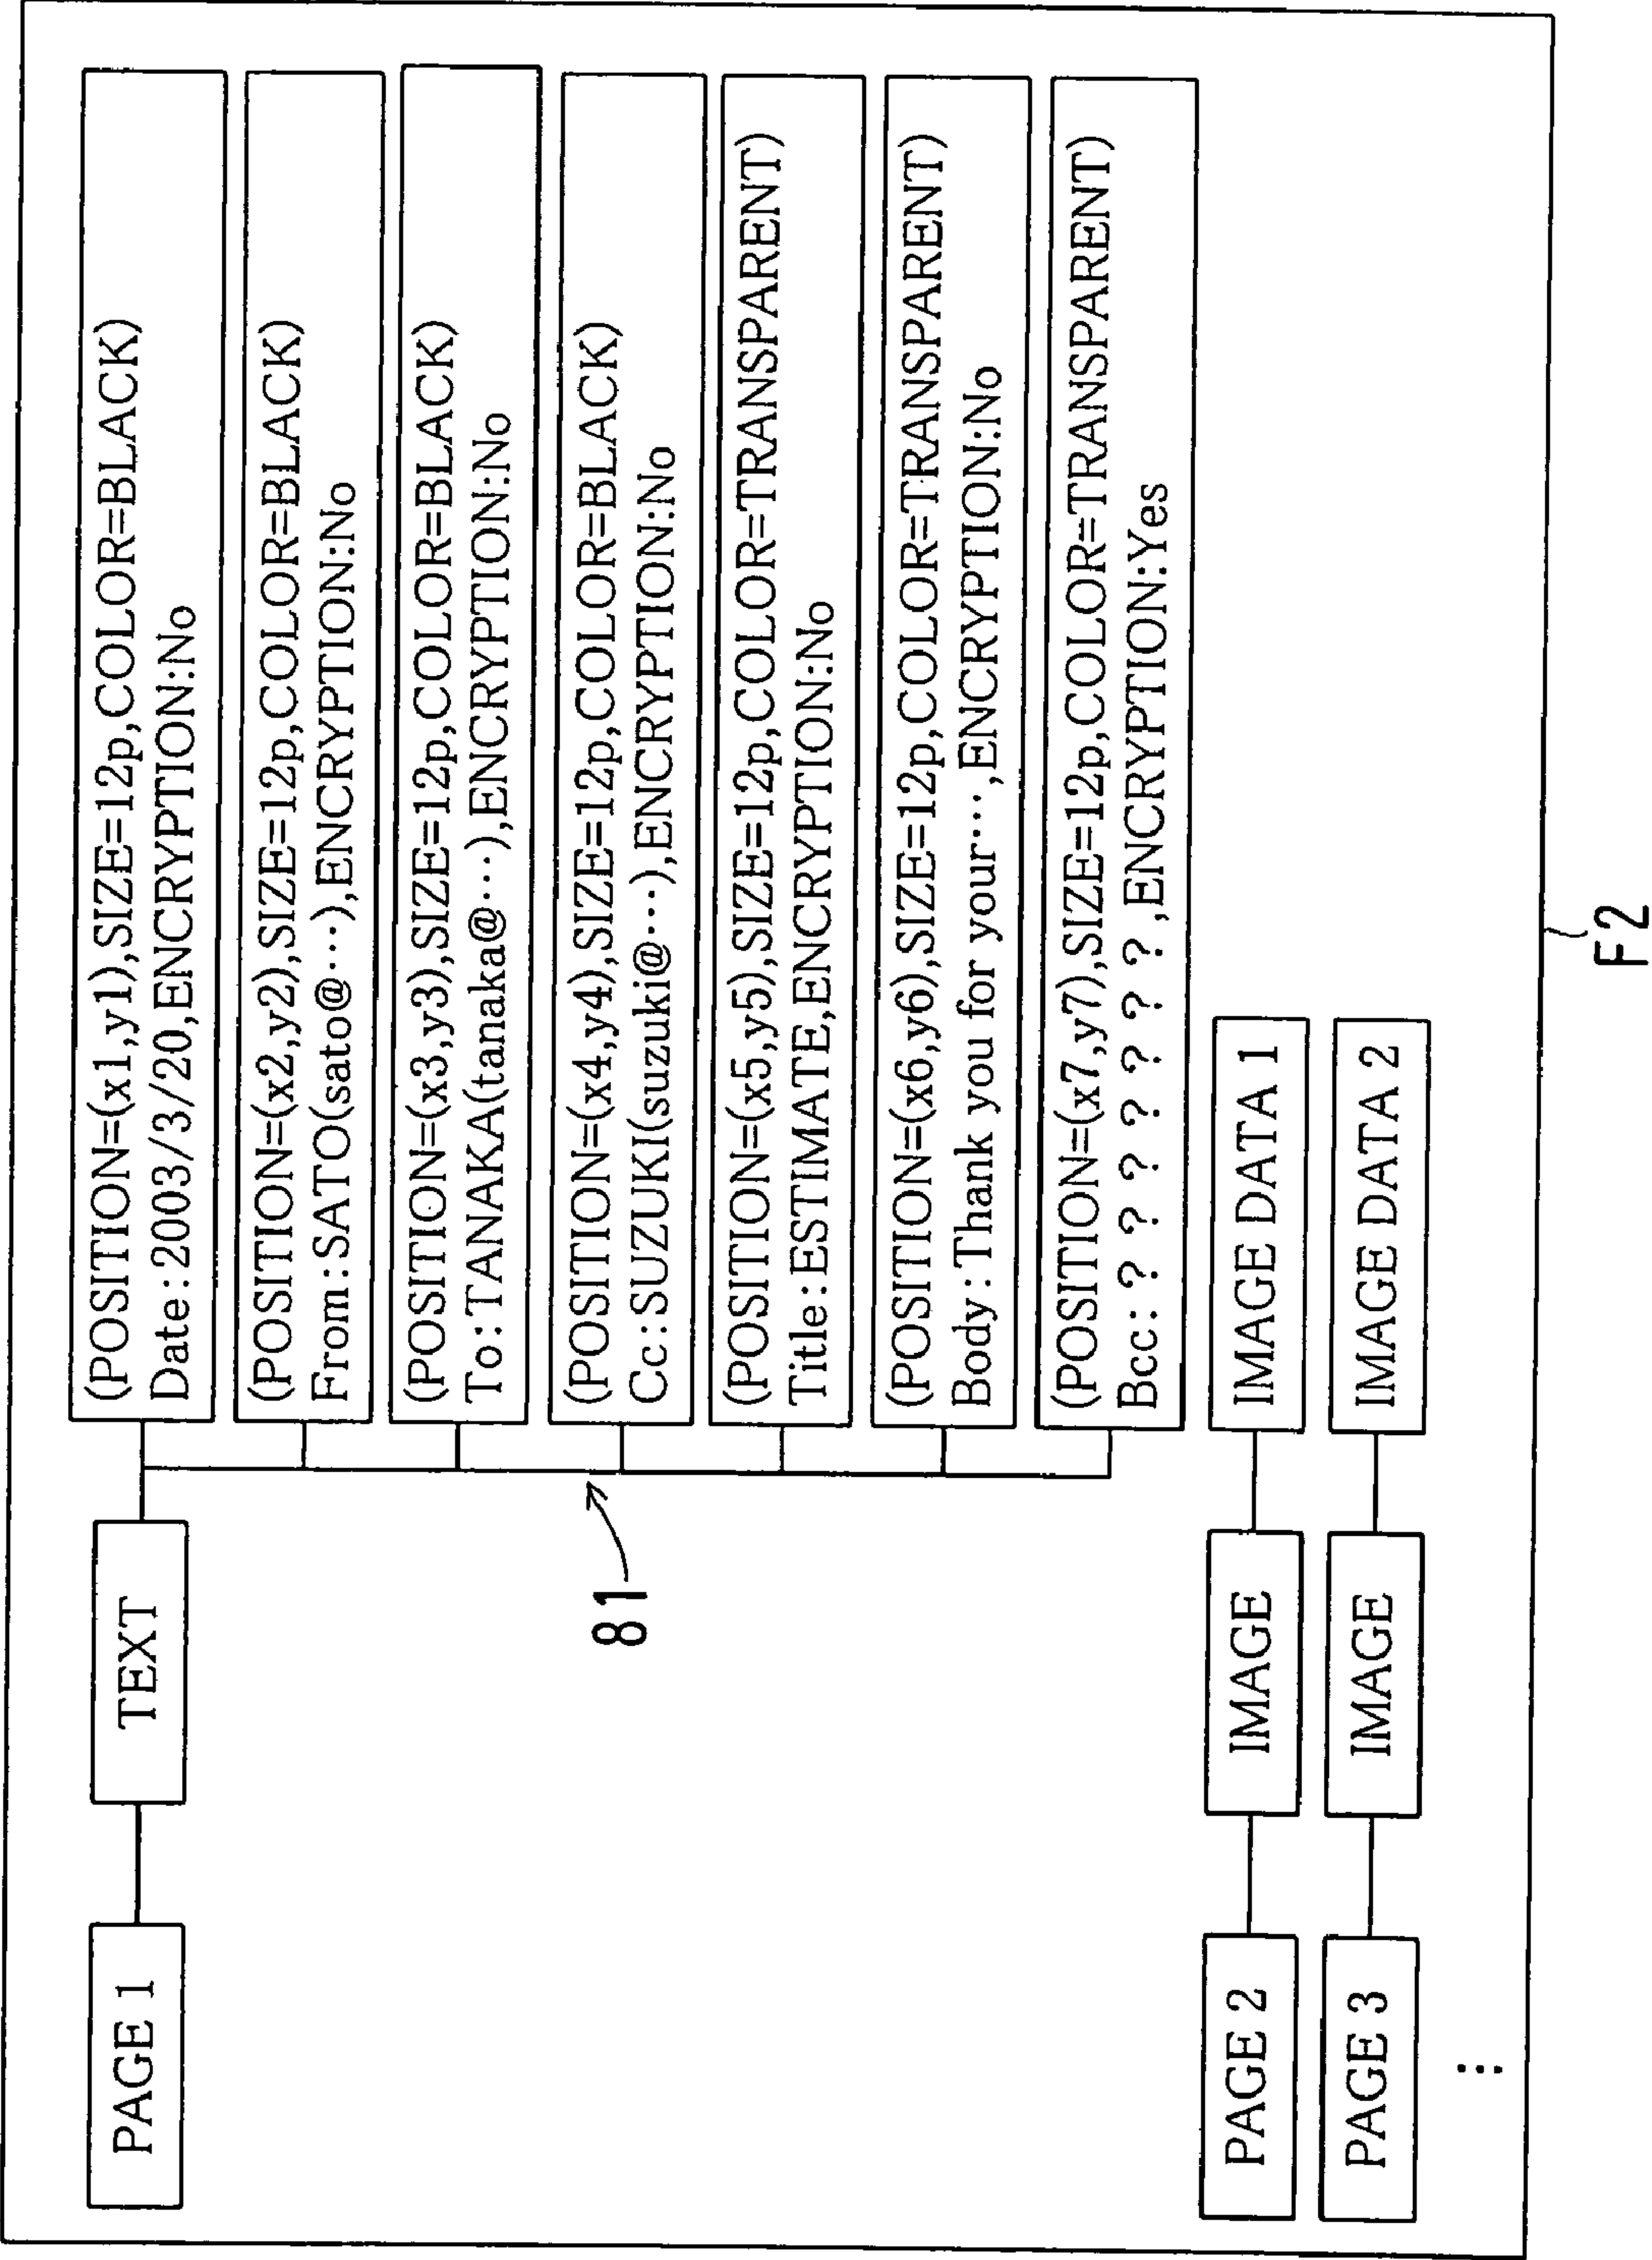 PAGE 1
TEXT
(POSITION=(x1,y1),SIZE=12p,COLOR=BLACK)
Date:2003/3/20,ENCRYPTION:No
(POSITION=(x2,y2),SIZE=12p,COLOR=BLACK)
From:SATO(sato@···),ENCRYPTION:No
(POSITION=(x3,y3),SIZE=12p,COLOR=BLACK)
To:TANAKA(tanaka@···),ENCRYPTION:No
(POSITION=(x4,y4),SIZE=12p,COLOR=BLACK)
Cc:SUZUKI(suzuki@···),ENCRYPTION:No
(POSITION=(x5,y5),SIZE=12p,COLOR=TRANSPARENT)
Title:ESTIMATE,ENCRYPTION:No
(POSITION=(x6,y6),SIZE=12p,COLOR=TRANSPARENT)
Body:Thank you for your···,ENCRYPTION:No
(POSITION=(x7,y7),SIZE=12p,COLOR=TRANSPARENT)
Bcc:? ? ? ? ? ? ? ? ?,ENCRYPTION:Yes
81
PAGE 2
IMAGE
IMAGE DATA 1
PAGE 3
IMAGE
IMAGE DATA 2
⋮
F2